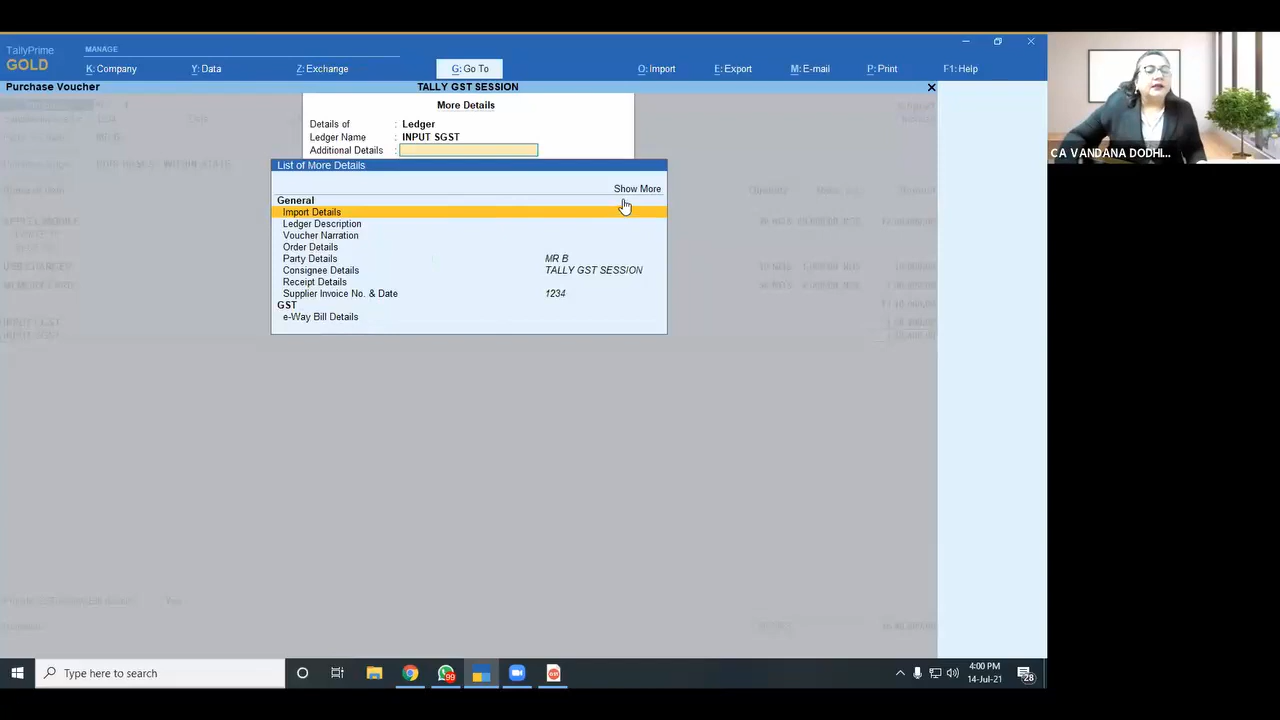 TallyPrime
GOLD
MANAGE
K: Company
Y: Data
Z: Exchange
G: Go To
O: Import
E: Export
M: E-mail
P: Print
F1: Help
Purchase Voucher
TALLY GST SESSION
More Details
Details of : Ledger
Ledger Name : INPUT SGST
Additional Details :
List of More Details
Show More
General
Import Details
Ledger Description
Voucher Narration
Order Details
Party Details MR B
Consignee Details TALLY GST SESSION
Receipt Details
Supplier Invoice No. & Date 1234
GST
e-Way Bill Details
CA VANDANA DODHI...
Type here to search
99
4:00 PM
14-Jul-21
28